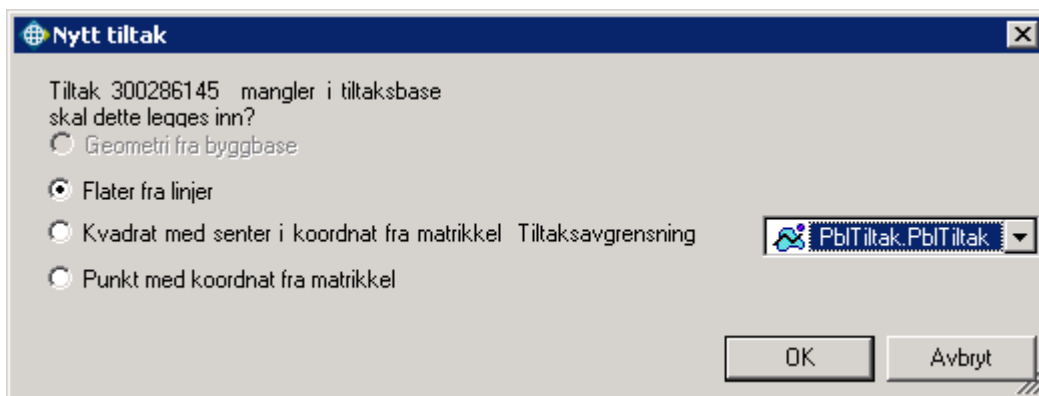 Nytt tiltak
Tiltak 300286145 mangler i tiltaksbase
skal dette legges inn?
Geometri fra byggbase
Flater fra linjer
Kvadrat med senter i koordnat fra matrikkel Tiltaksavgrensning PblTiltak.PblTiltak
Punkt med koordnat fra matrikkel
OK Avbryt